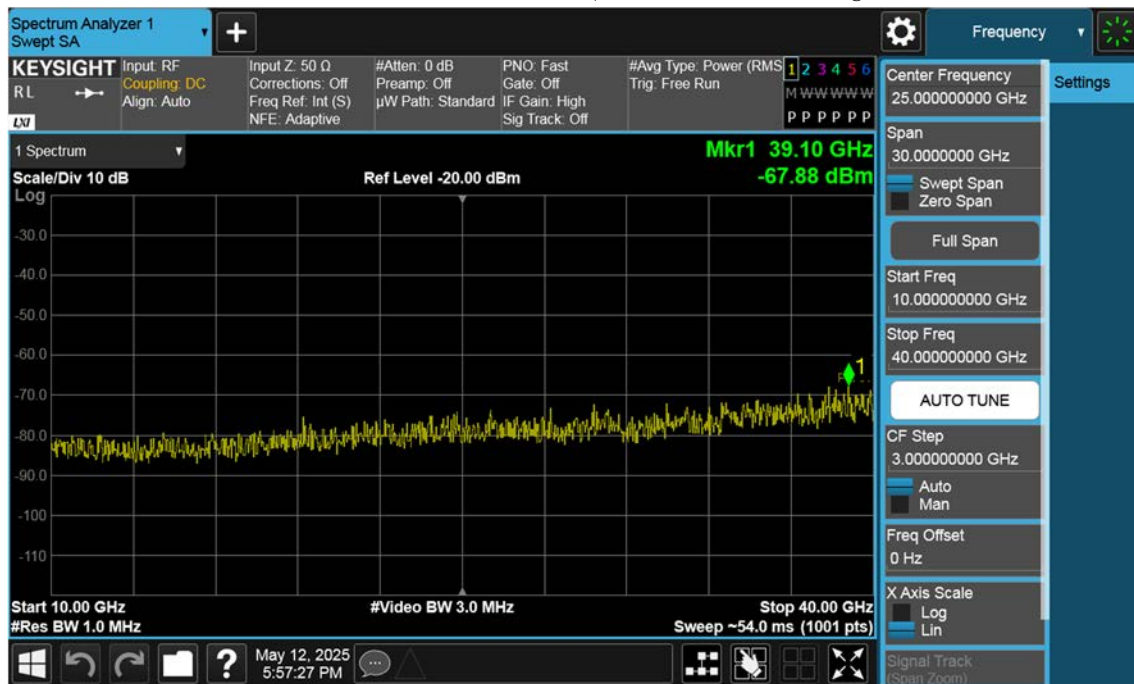 Spectrum Analyzer 1
Swept SA
+
Frequency
KEYSIGHT
RL
LXI
Input: RF
Coupling: DC
Align: Auto
Input Z: 50 Ω
Corrections: Off
Freq Ref: Int (S)
NFE: Adaptive
#Atten: 0 dB
Preamp: Off
µW Path: Standard
PNO: Fast
Gate: Off
IF Gain: High
Sig Track: Off
#Avg Type: Power (RMS
Trig: Free Run
1 2 3 4 5 6
M W W W W W
P P P P P P
1 Spectrum
Mkr1 39.10 GHz
-67.88 dBm
Scale/Div 10 dB
Ref Level -20.00 dBm
Log
-30.0
-40.0
-50.0
-60.0
-70.0
-80.0
-90.0
-100
-110
1
Start 10.00 GHz
#Video BW 3.0 MHz
Stop 40.00 GHz
#Res BW 1.0 MHz
Sweep ~54.0 ms (1001 pts)
?
May 12, 2025
5:57:27 PM
Center Frequency
25.000000000 GHz
Span
30.0000000 GHz
Swept Span
Zero Span
Full Span
Start Freq
10.000000000 GHz
Stop Freq
40.000000000 GHz
AUTO TUNE
CF Step
3.000000000 GHz
Auto
Man
Freq Offset
0 Hz
X Axis Scale
Log
Lin
Signal Track
(Span Zoom)
Settings